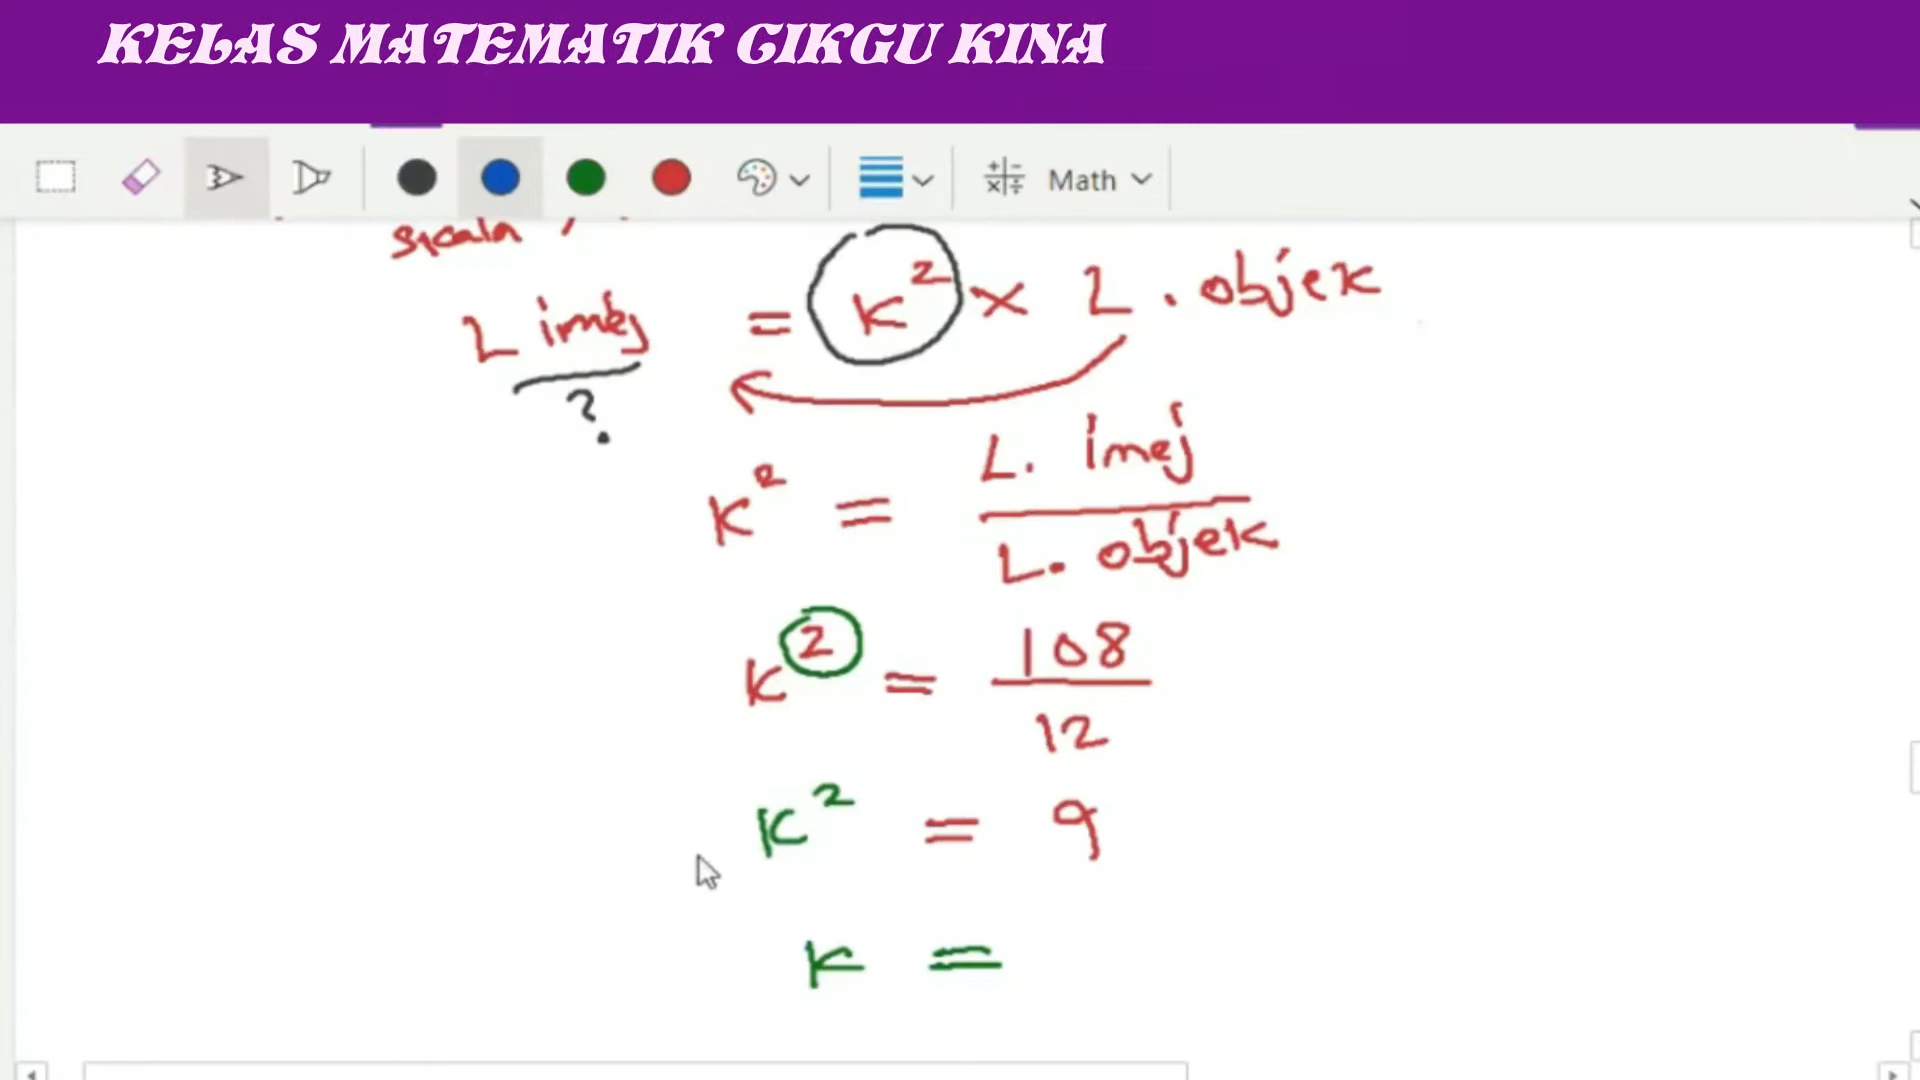 KELAS MATEMATIK CIKGU KINA
Math
skala,
L imej = k² × L. objek
?
k² = L. imej / L. objek
k² = 108 / 12
k² = 9
k =